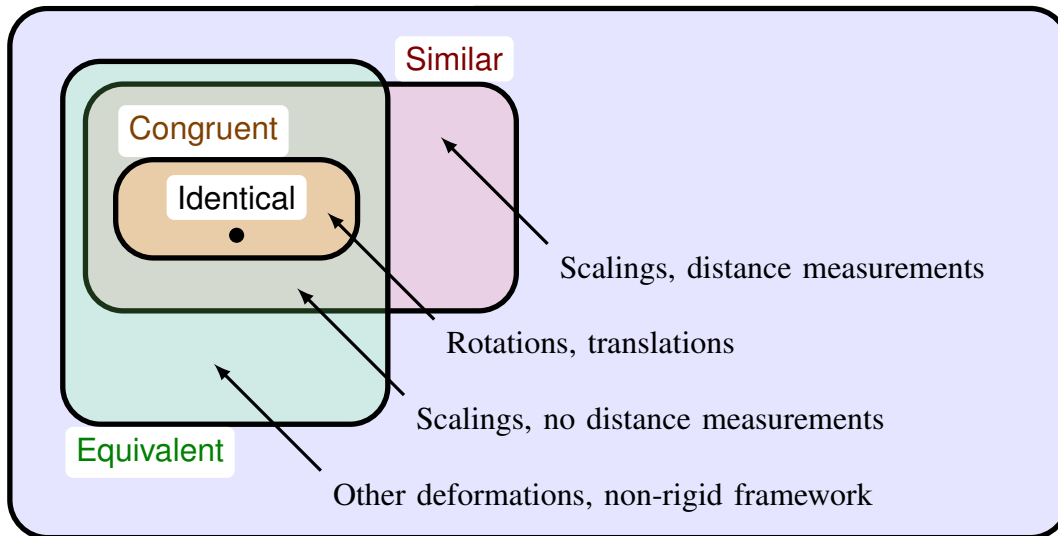 Similar
Congruent
Identical
Scalings, distance measurements
Rotations, translations
Scalings, no distance measurements
Equivalent
Other deformations, non-rigid framework